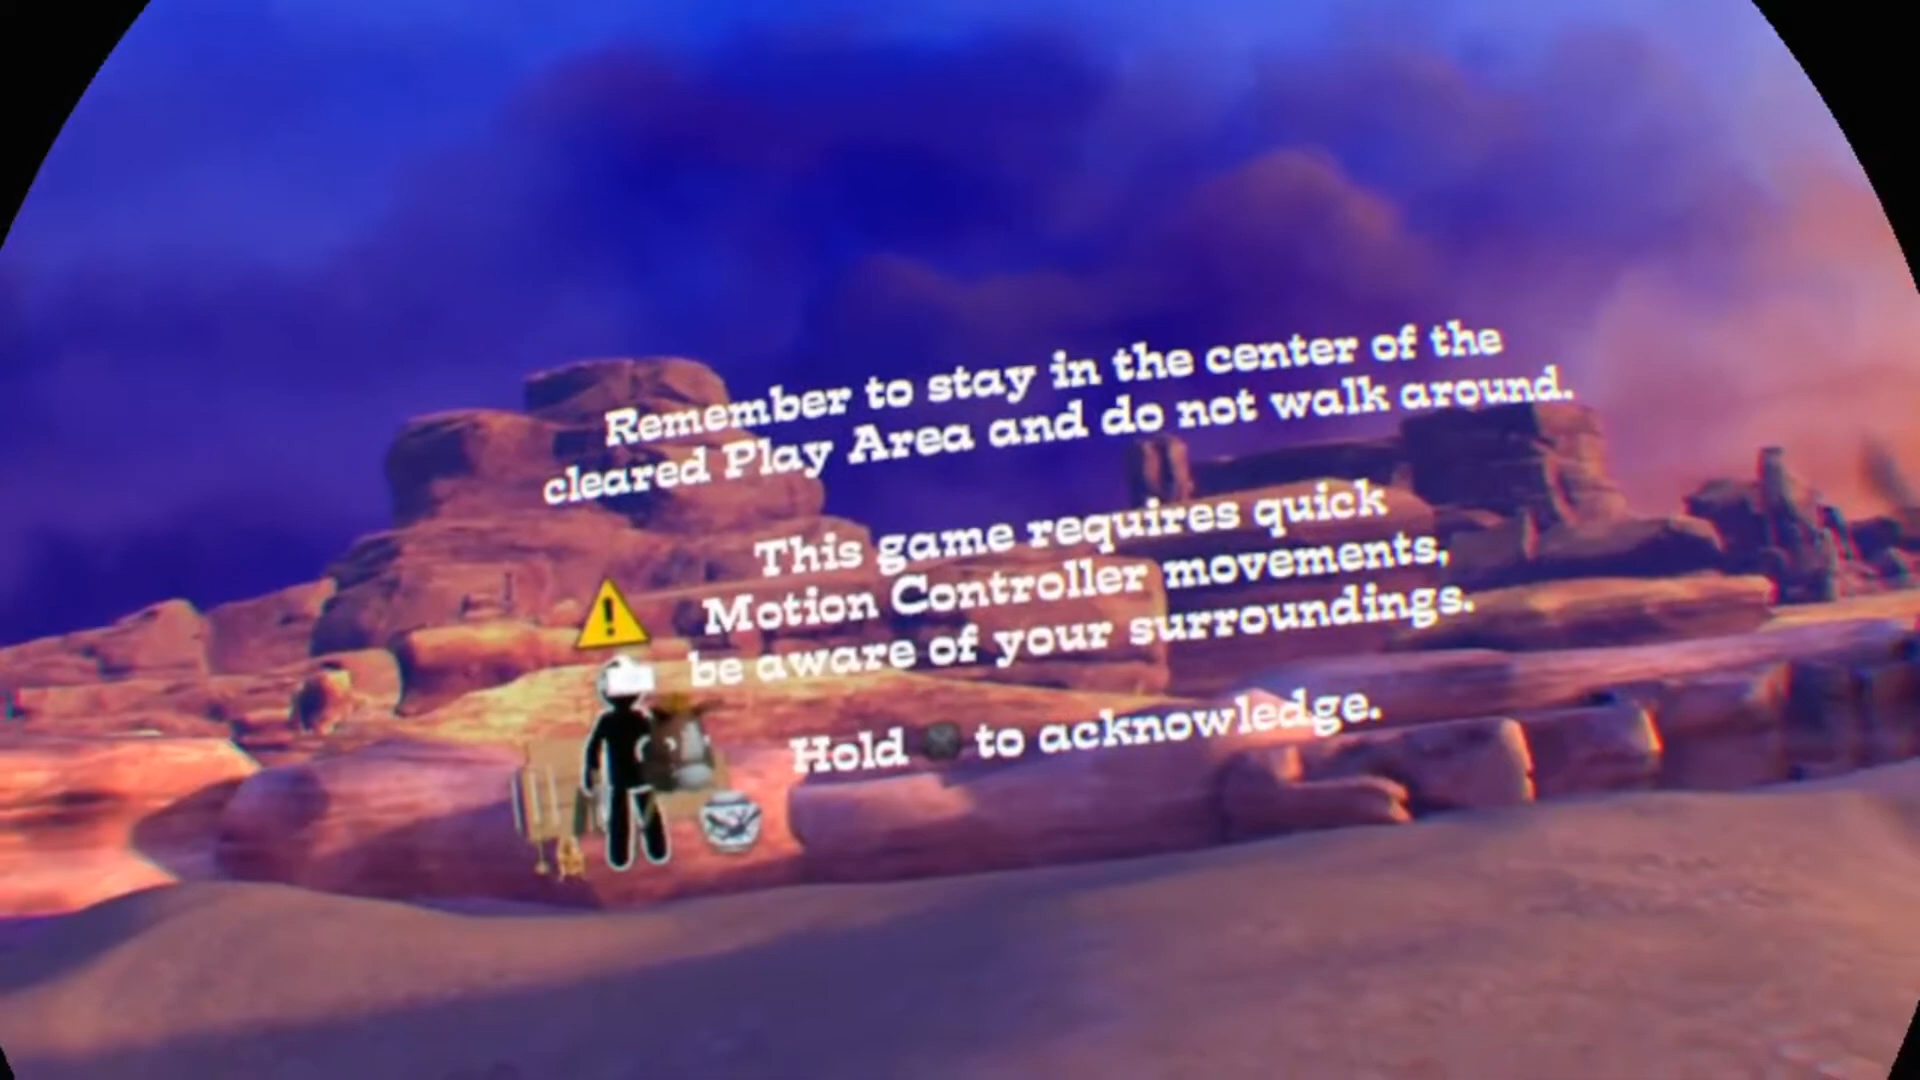 Remember to stay in the center of the
cleared Play Area and do not walk around.
This game requires quick
Motion Controller movements,
be aware of your surroundings.
Hold to acknowledge.